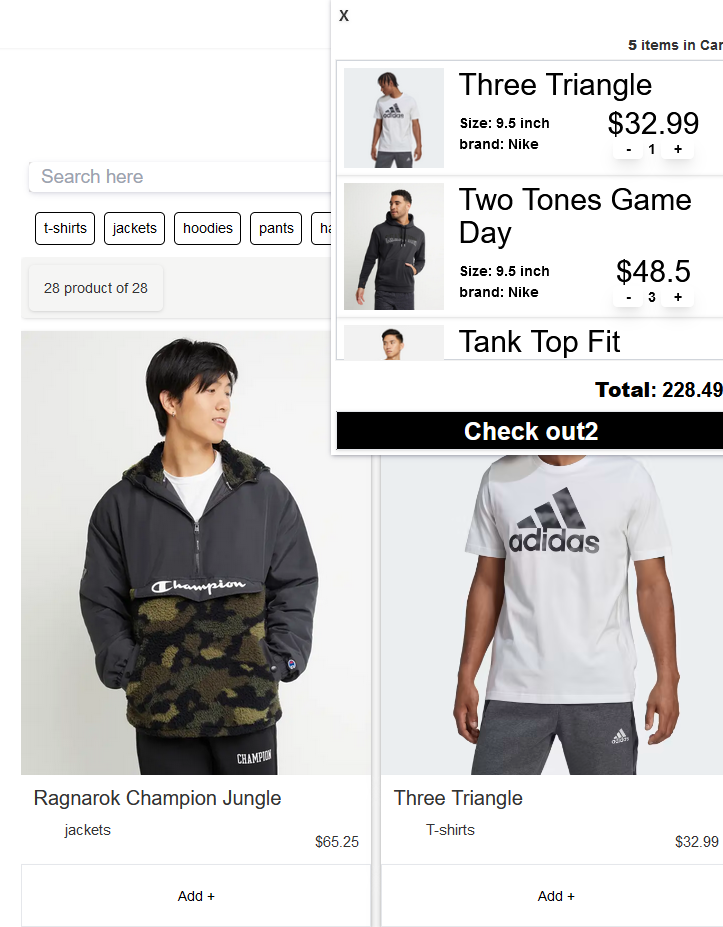 X
5 items in Car
Three Triangle
Size: 9.5 inch
brand: Nike
$32.99
- 1 +
adidas
Two Tones Game
Day
Size: 9.5 inch
brand: Nike
$48.5
- 3 +
Tank Top Fit
Total: 228.49
Check out2
Search here
t-shirts
jackets
hoodies
pants
ha
28 product of 28
Champion
CHAMPION
adidas
adidas
Ragnarok Champion Jungle
jackets
$65.25
Add +
Three Triangle
T-shirts
$32.99
Add +